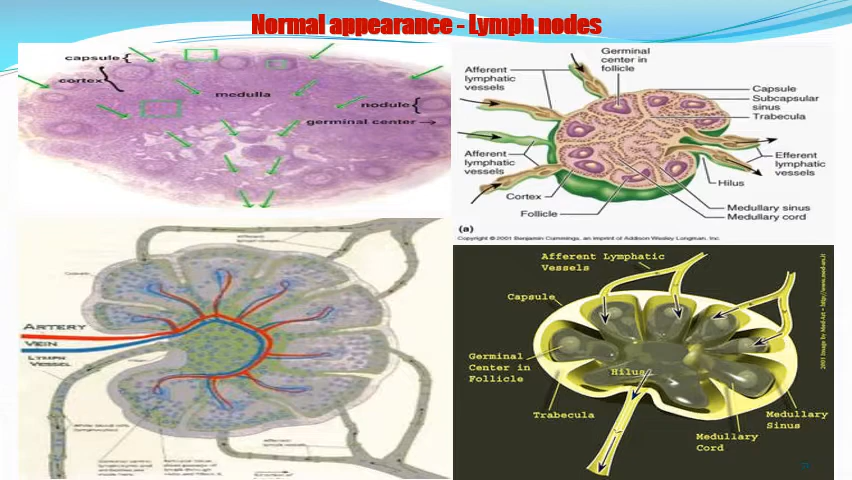 Normal appearance - Lymph nodes
capsule
cortex
medulla
nodule
germinal center
Germinal
center in
follicle
Afferent
lymphatic
vessels
Capsule
Subcapsular
sinus
Trabecula
Afferent
lymphatic
vessels
Efferent
lymphatic
vessels
Hilus
Cortex
Follicle
Medullary sinus
Medullary cord
(a)
Copyright © 2001 Benjamin Cummings, an imprint of Addison Wesley Longman, Inc.
ARTERY
VEIN
LYMPH
VESSEL
Afferent Lymphatic
Vessels
Capsule
Germinal
Center in
Follicle
Hilus
Trabecula
Medullary
Sinus
Medullary
Cord